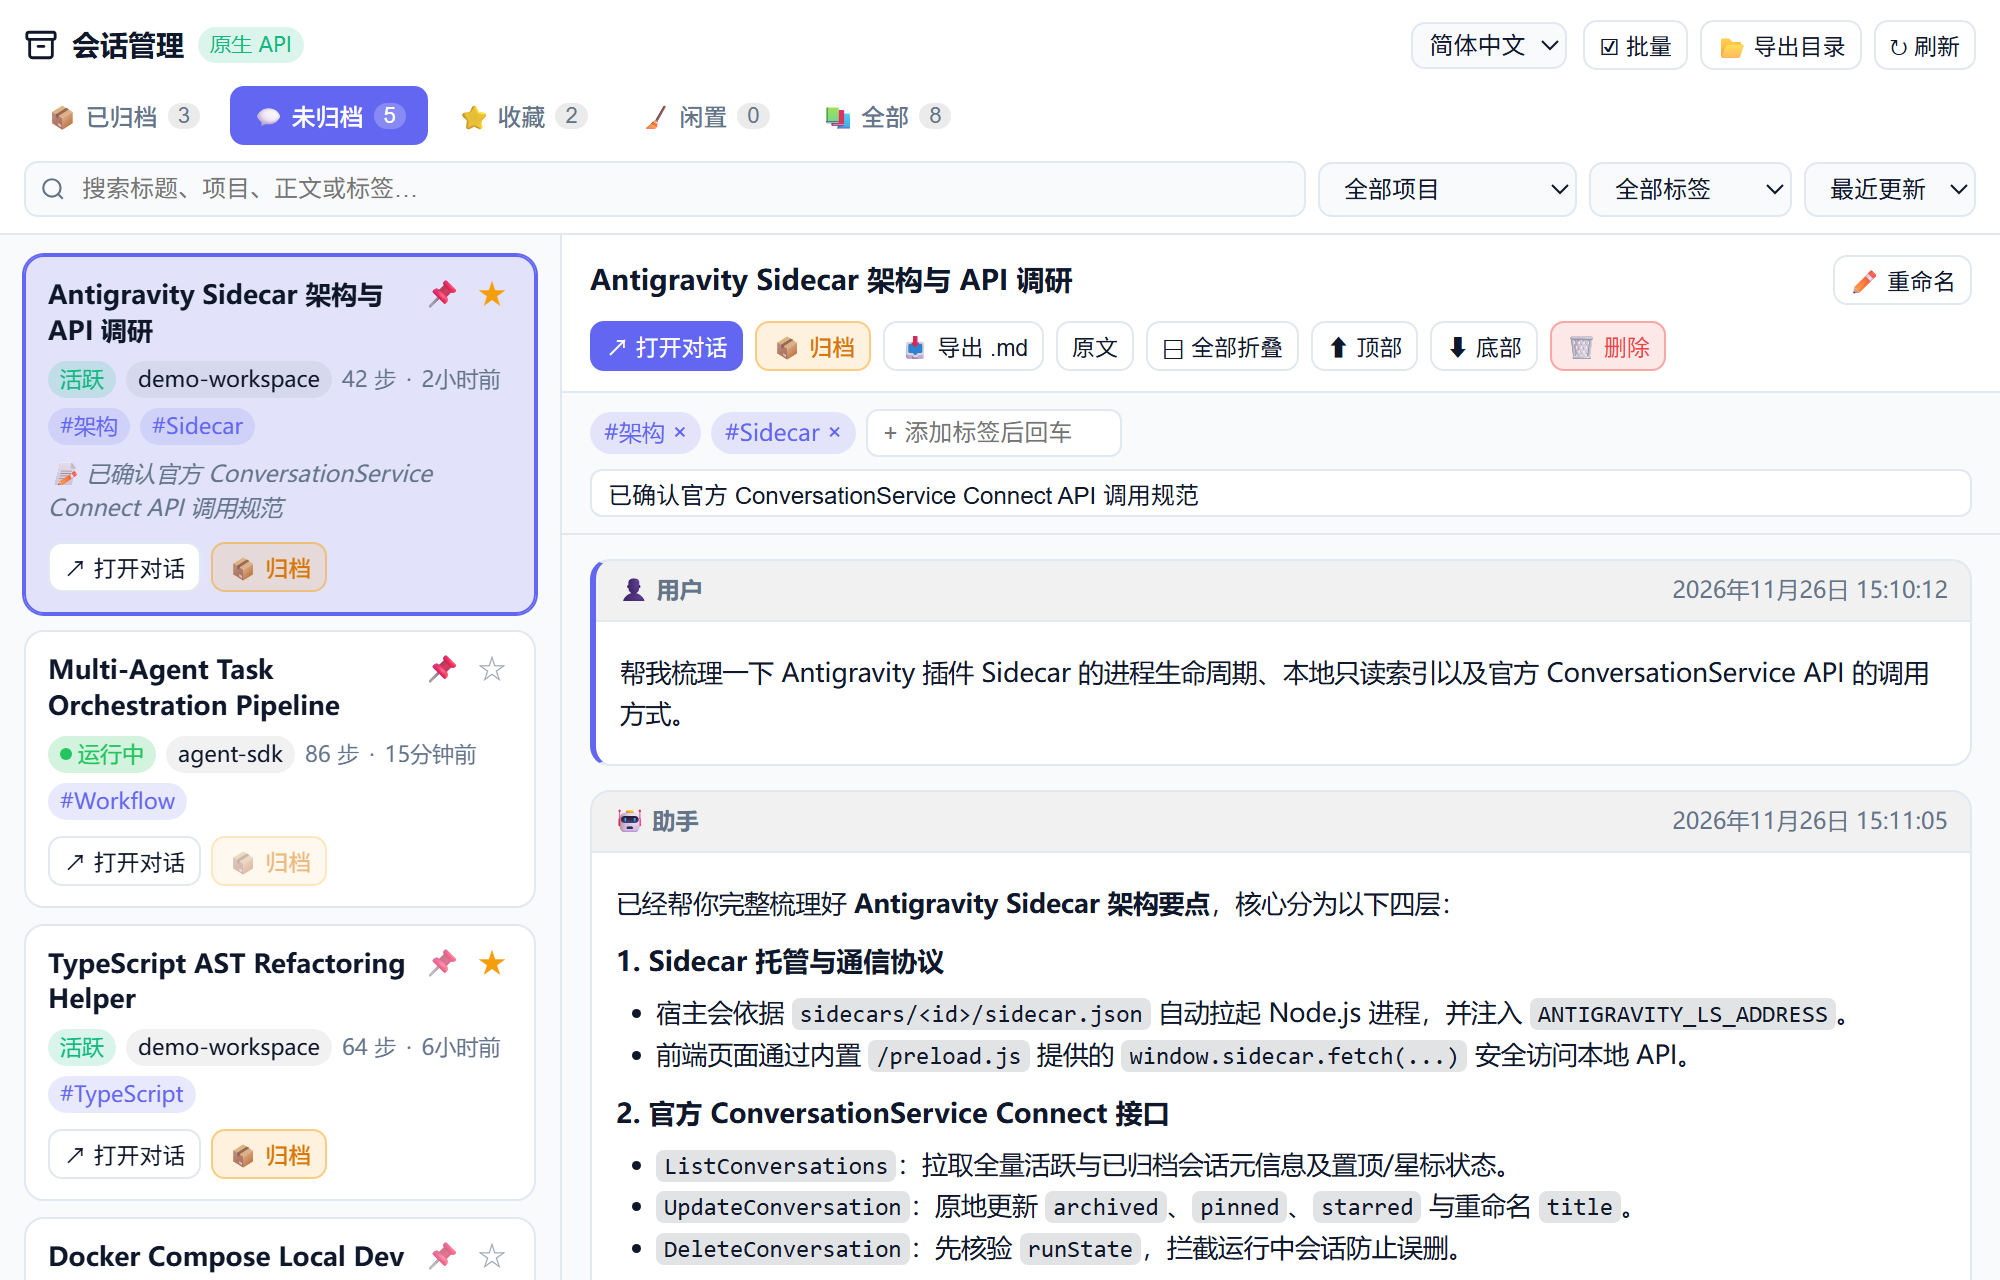 会话管理 原生 API 简体中文 批量 导出目录 刷新
已归档 3 未归档 5 收藏 2 闲置 0 全部 8
搜索标题、项目、正文或标签... 全部项目 全部标签 最近更新
Antigravity Sidecar 架构与
API 调研
活跃 demo-workspace 42 步 · 2小时前
#架构 #Sidecar
已确认官方 ConversationService
Connect API 调用规范
↗ 打开对话 归档
Multi-Agent Task
Orchestration Pipeline
运行中 agent-sdk 86 步 · 15分钟前
#Workflow
↗ 打开对话 归档
TypeScript AST Refactoring
Helper
活跃 demo-workspace 64 步 · 6小时前
#TypeScript
↗ 打开对话 归档
Docker Compose Local Dev
Antigravity Sidecar 架构与 API 调研 重命名
↗ 打开对话 归档 导出 .md 原文 全部折叠 顶部 底部 删除
#架构 × #Sidecar × + 添加标签后回车
已确认官方 ConversationService Connect API 调用规范
用户 2026年11月26日 15:10:12
帮我梳理一下 Antigravity 插件 Sidecar 的进程生命周期、本地只读索引以及官方 ConversationService API 的调用
方式。
助手 2026年11月26日 15:11:05
已经帮你完整梳理好 Antigravity Sidecar 架构要点，核心分为以下四层：
1. Sidecar 托管与通信协议
• 宿主会依据 sidecars/<id>/sidecar.json 自动拉起 Node.js 进程，并注入 ANTIGRAVITY_LS_ADDRESS。
• 前端页面通过内置 /preload.js 提供的 window.sidecar.fetch(...) 安全访问本地 API。
2. 官方 ConversationService Connect 接口
• ListConversations：拉取全量活跃与已归档会话元信息及置顶/星标状态。
• UpdateConversation：原地更新 archived、pinned、starred 与重命名 title。
• DeleteConversation：先核验 runState，拦截运行中会话防止误删。